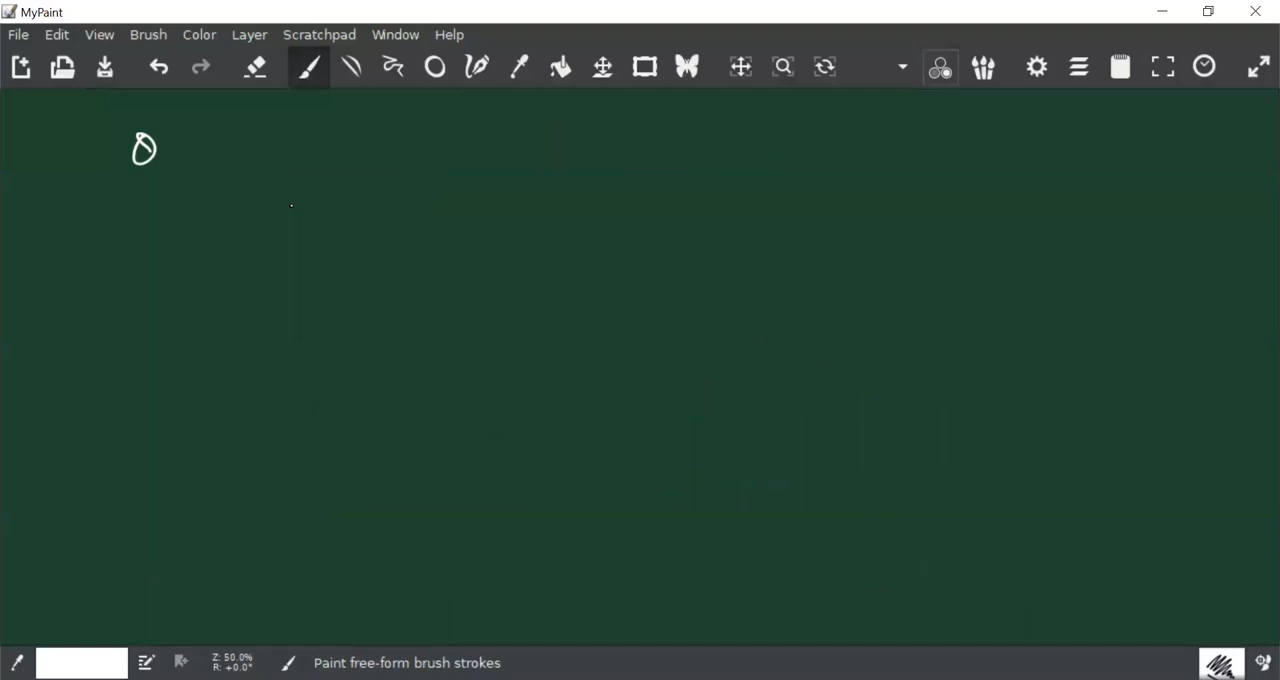 MyPaint
File Edit View Brush Color Layer Scratchpad Window Help
Z: 50.0%
R: +0.0°
Paint free-form brush strokes